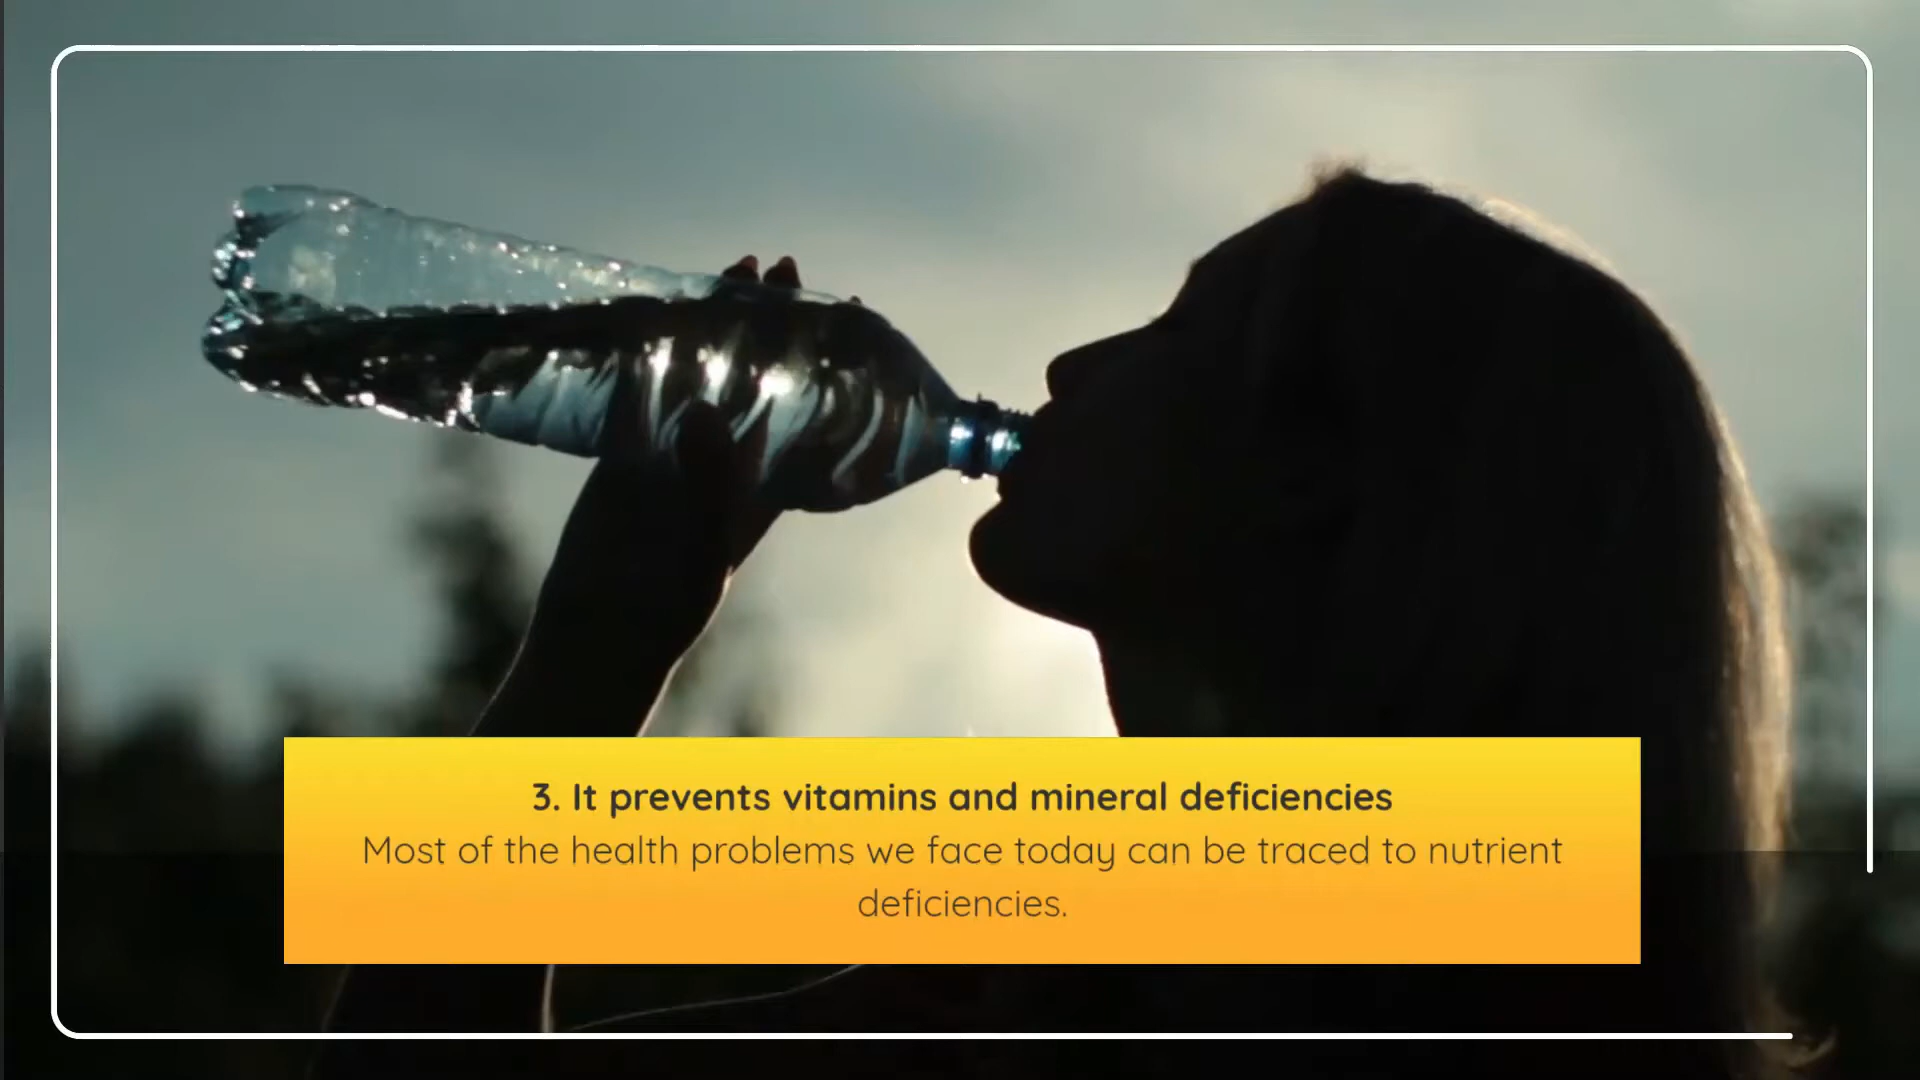 3. It prevents vitamins and mineral deficiencies
Most of the health problems we face today can be traced to nutrient
deficiencies.